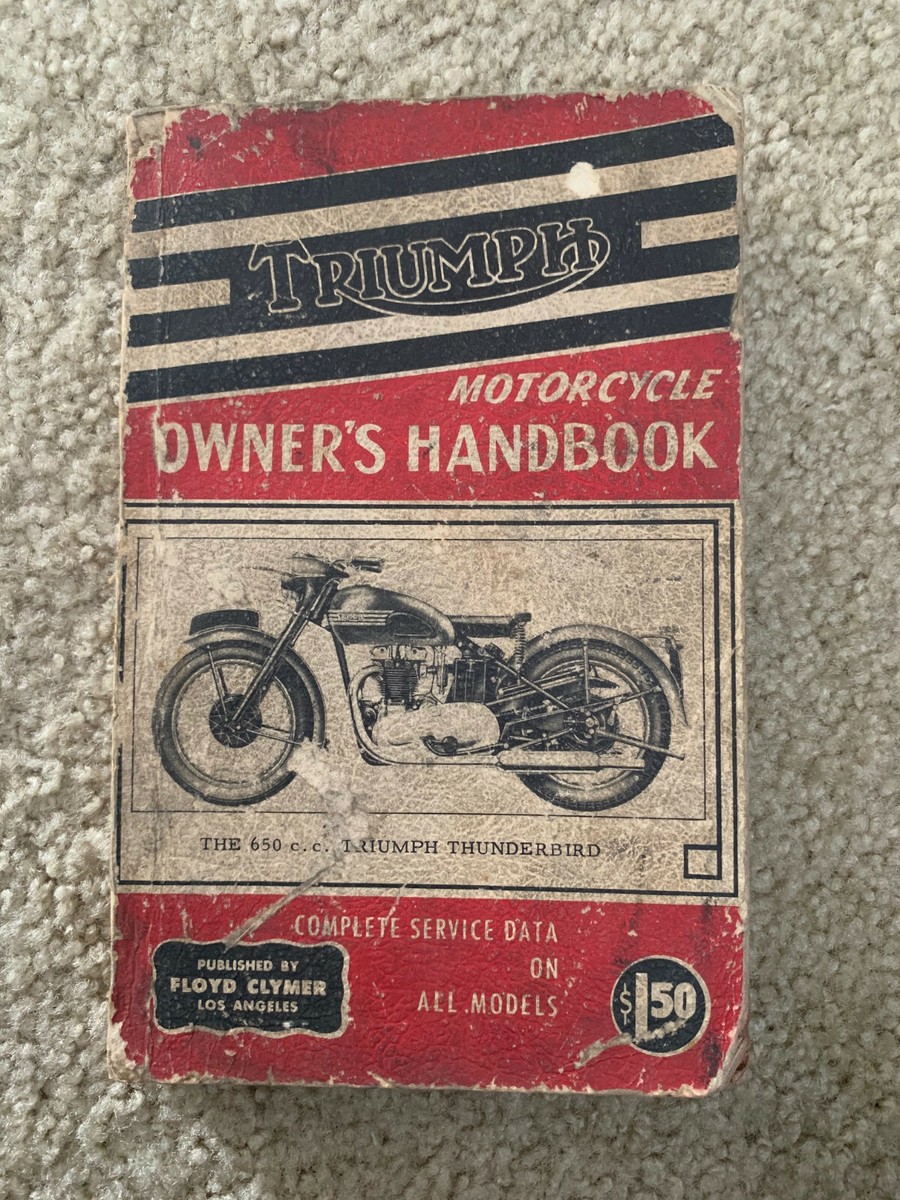 TRIUMPH
MOTORCYCLE
OWNER'S HANDBOOK
THE 650 c.c. TRIUMPH THUNDERBIRD
COMPLETE SERVICE DATA
ON
ALL MODELS
PUBLISHED BY
FLOYD CLYMER
LOS ANGELES
$1.50